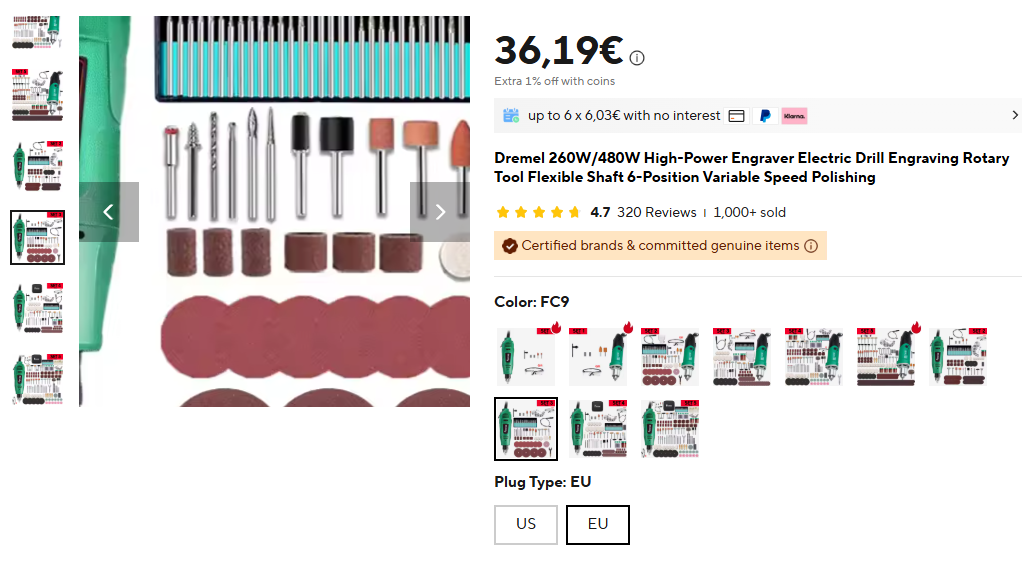 36,19€
Extra 1% off with coins
up to 6 x 6,03€ with no interest
Klarna.
Dremel 260W/480W High-Power Engraver Electric Drill Engraving Rotary
Tool Flexible Shaft 6-Position Variable Speed Polishing
4.7 320 Reviews 1,000+ sold
Certified brands & committed genuine items
Color: FC9
Plug Type: EU
US EU